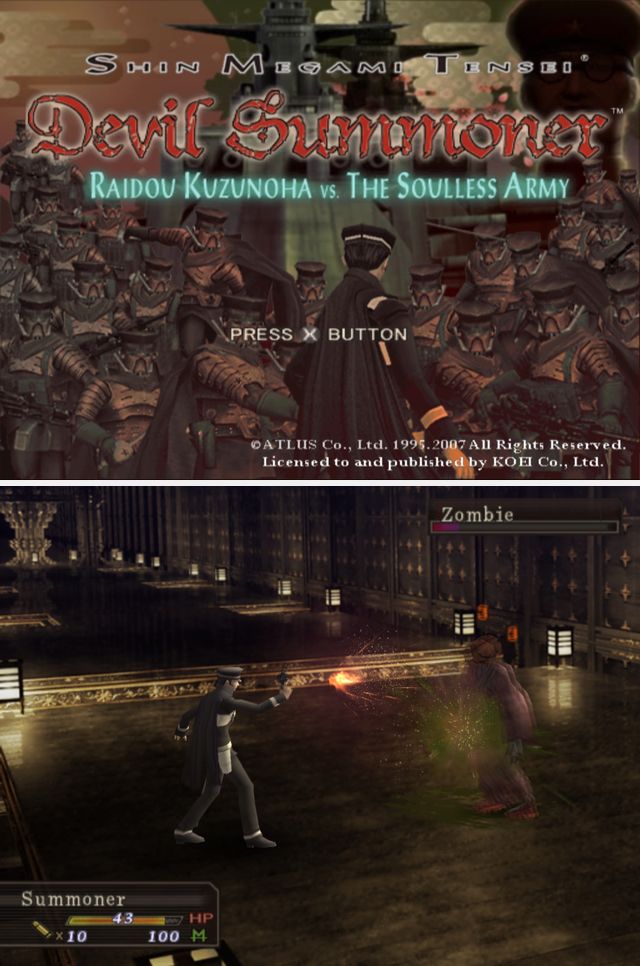 SHIN MEGAMI TENSEI®
Devil Summoner™
RAIDOU KUZUNOHA VS. THE SOULLESS ARMY
PRESS X BUTTON
©ATLUS Co., Ltd. 1995.2007 All Rights Reserved.
Licensed to and published by KOEI Co., Ltd.
Zombie
Summoner
43 HP
×10 100 M